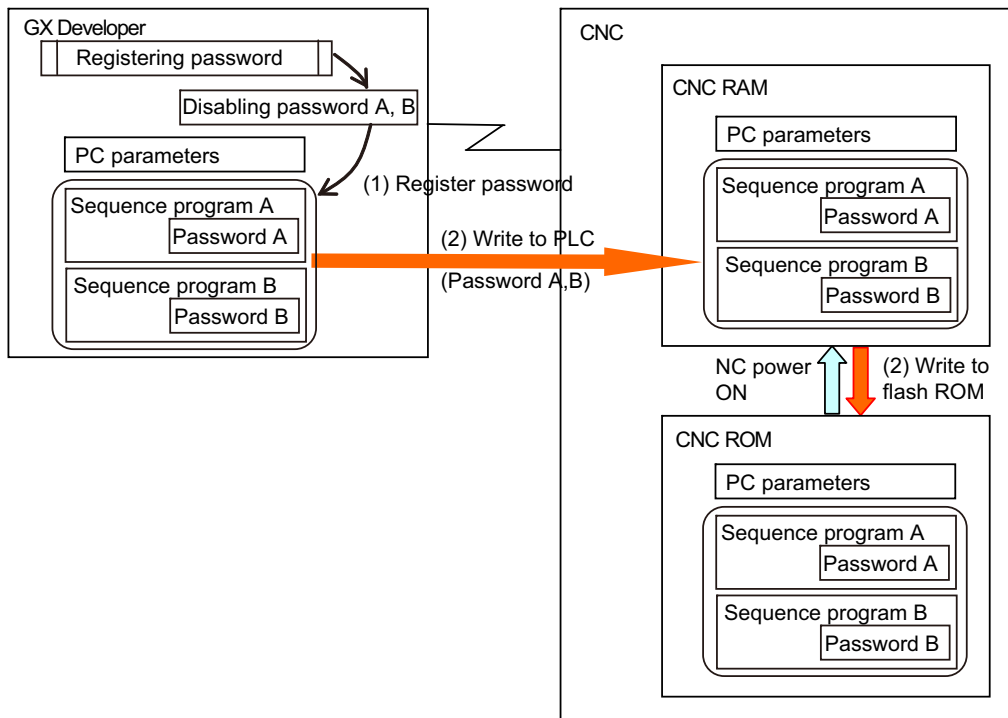 GX Developer
Registering password
Disabling password A, B
PC parameters
(1) Register password
Sequence program A
Password A
Sequence program B
Password B
(2) Write to PLC
(Password A,B)
CNC
CNC RAM
PC parameters
Sequence program A
Password A
Sequence program B
Password B
NC power
ON
(2) Write to
flash ROM
CNC ROM
PC parameters
Sequence program A
Password A
Sequence program B
Password B